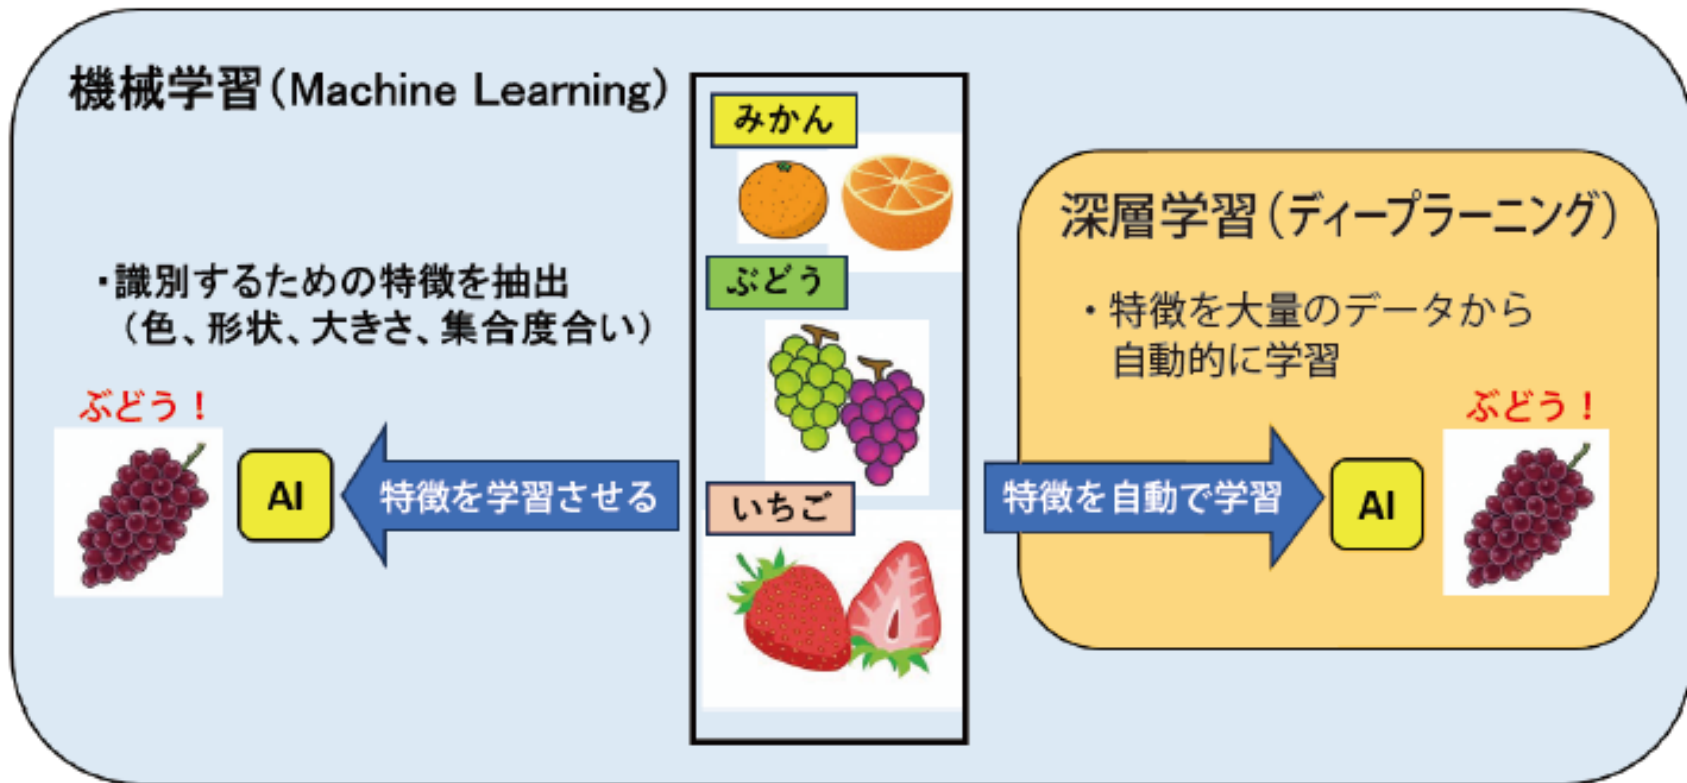 機械学習（Machine Learning）
・識別するための特徴を抽出
（色、形状、大きさ、集合度合い）
ぶどう！
AI
特徴を学習させる
みかん
ぶどう
いちご
深層学習（ディープラーニング）
・特徴を大量のデータから
自動的に学習
特徴を自動で学習
AI
ぶどう！